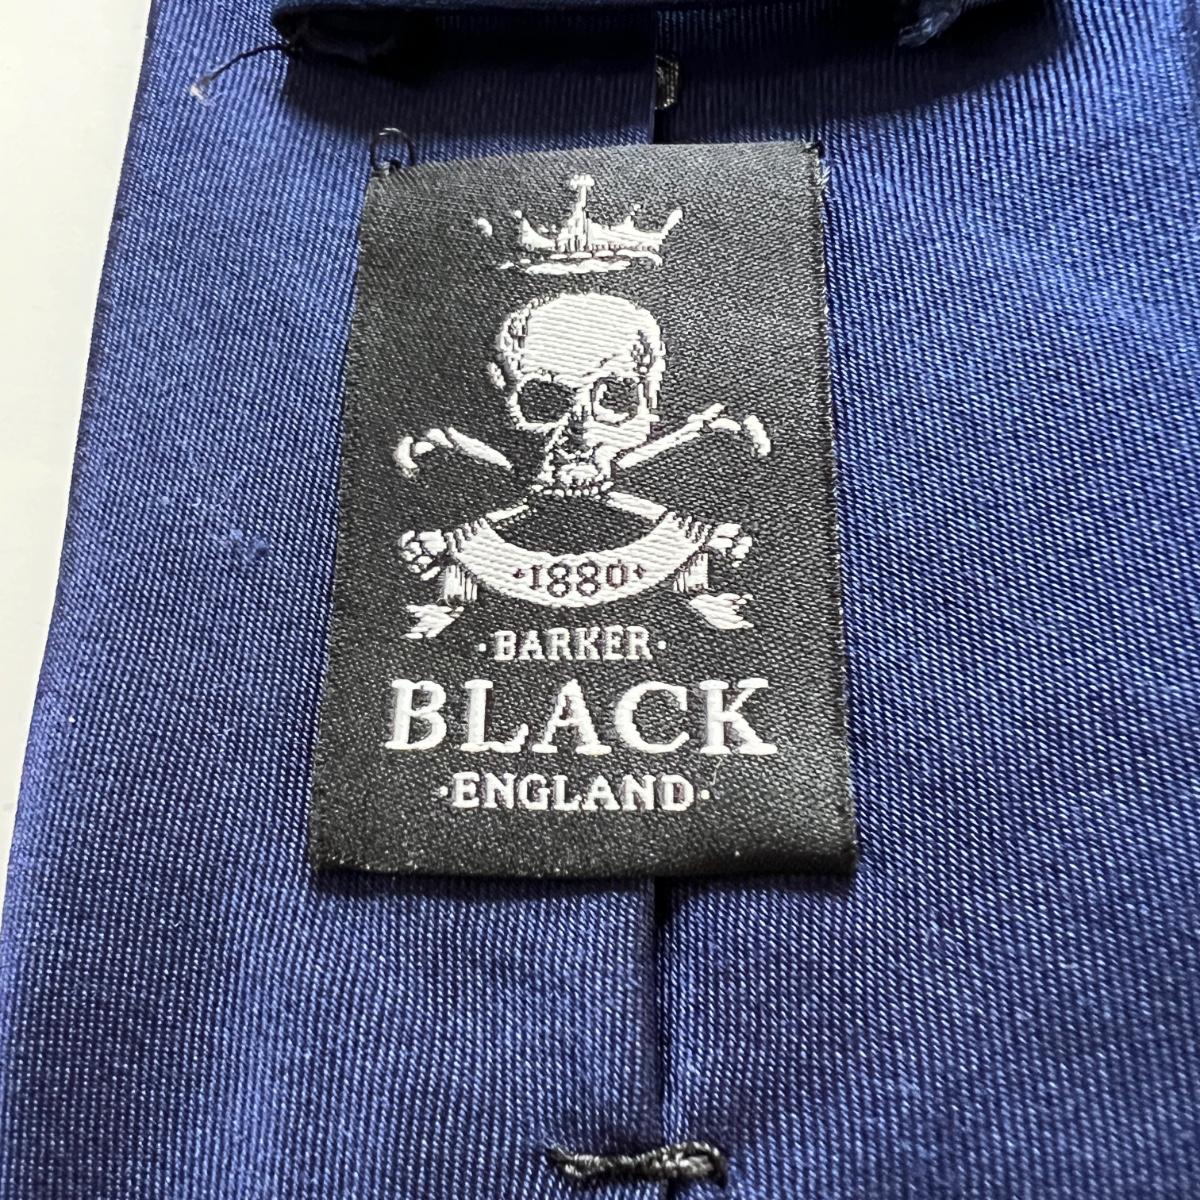 ·1880·
·BARKER·
BLACK
·ENGLAND·